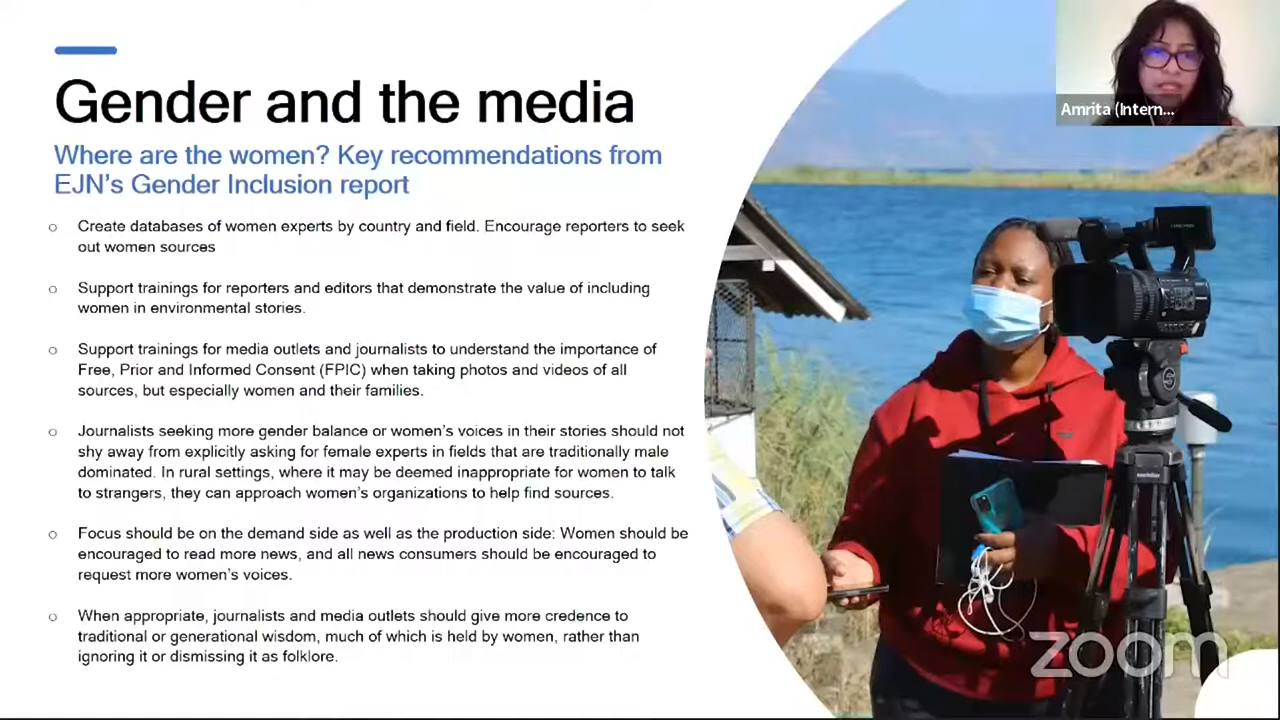 Gender and the media
Where are the women? Key recommendations from
EJN's Gender Inclusion report
Create databases of women experts by country and field. Encourage reporters to seek
out women sources
Support trainings for reporters and editors that demonstrate the value of including
women in environmental stories.
Support trainings for media outlets and journalists to understand the importance of
Free, Prior and Informed Consent (FPIC) when taking photos and videos of all
sources, but especially women and their families.
Journalists seeking more gender balance or women's voices in their stories should not
shy away from explicitly asking for female experts in fields that are traditionally male
dominated. In rural settings, where it may be deemed inappropriate for women to talk
to strangers, they can approach women's organizations to help find sources.
Focus should be on the demand side as well as the production side: Women should be
encouraged to read more news, and all news consumers should be encouraged to
request more women's voices.
When appropriate, journalists and media outlets should give more credence to
traditional or generational wisdom, much of which is held by women, rather than
ignoring it or dismissing it as folklore.
Amrita (Intern...
zoom